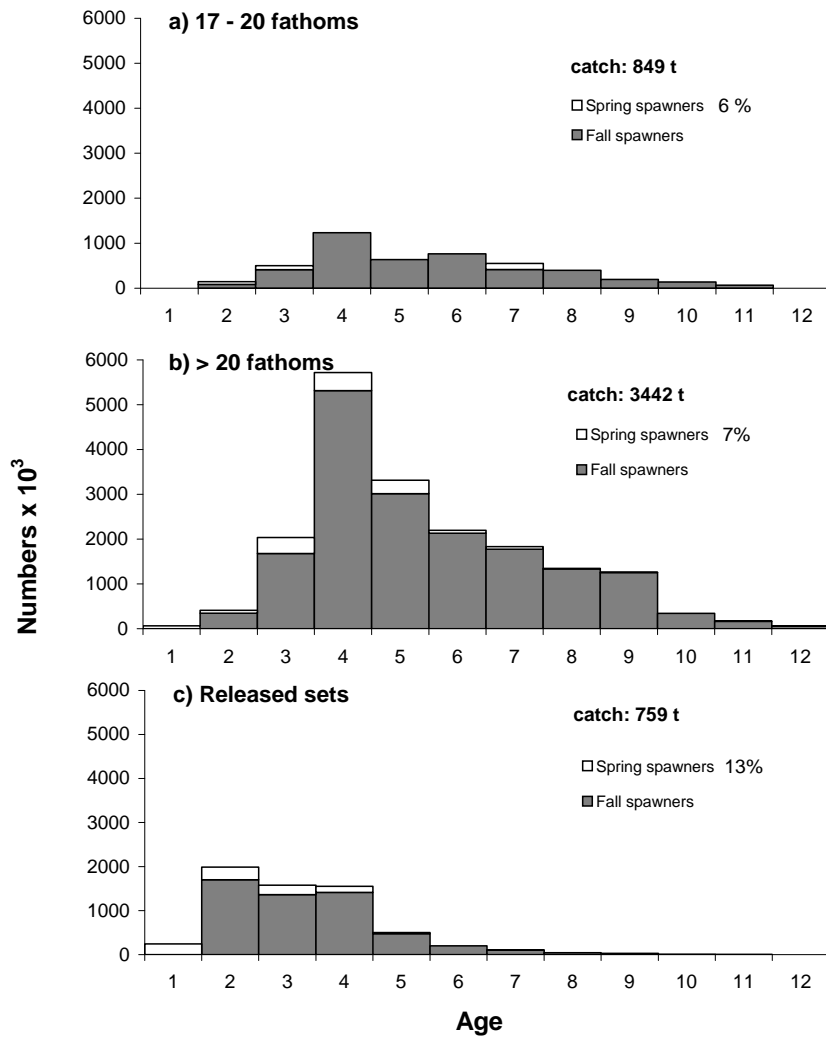 a) 17 - 20 fathoms
catch: 849 t
Spring spawners 6 %
Fall spawners
6000
5000
4000
3000
2000
1000
0
1 2 3 4 5 6 7 8 9 10 11 12
b) > 20 fathoms
catch: 3442 t
Spring spawners 7%
Fall spawners
6000
5000
4000
3000
2000
1000
0
1 2 3 4 5 6 7 8 9 10 11 12
Numbers x 10³
c) Released sets
catch: 759 t
Spring spawners 13%
Fall spawners
6000
5000
4000
3000
2000
1000
0
1 2 3 4 5 6 7 8 9 10 11 12
Age